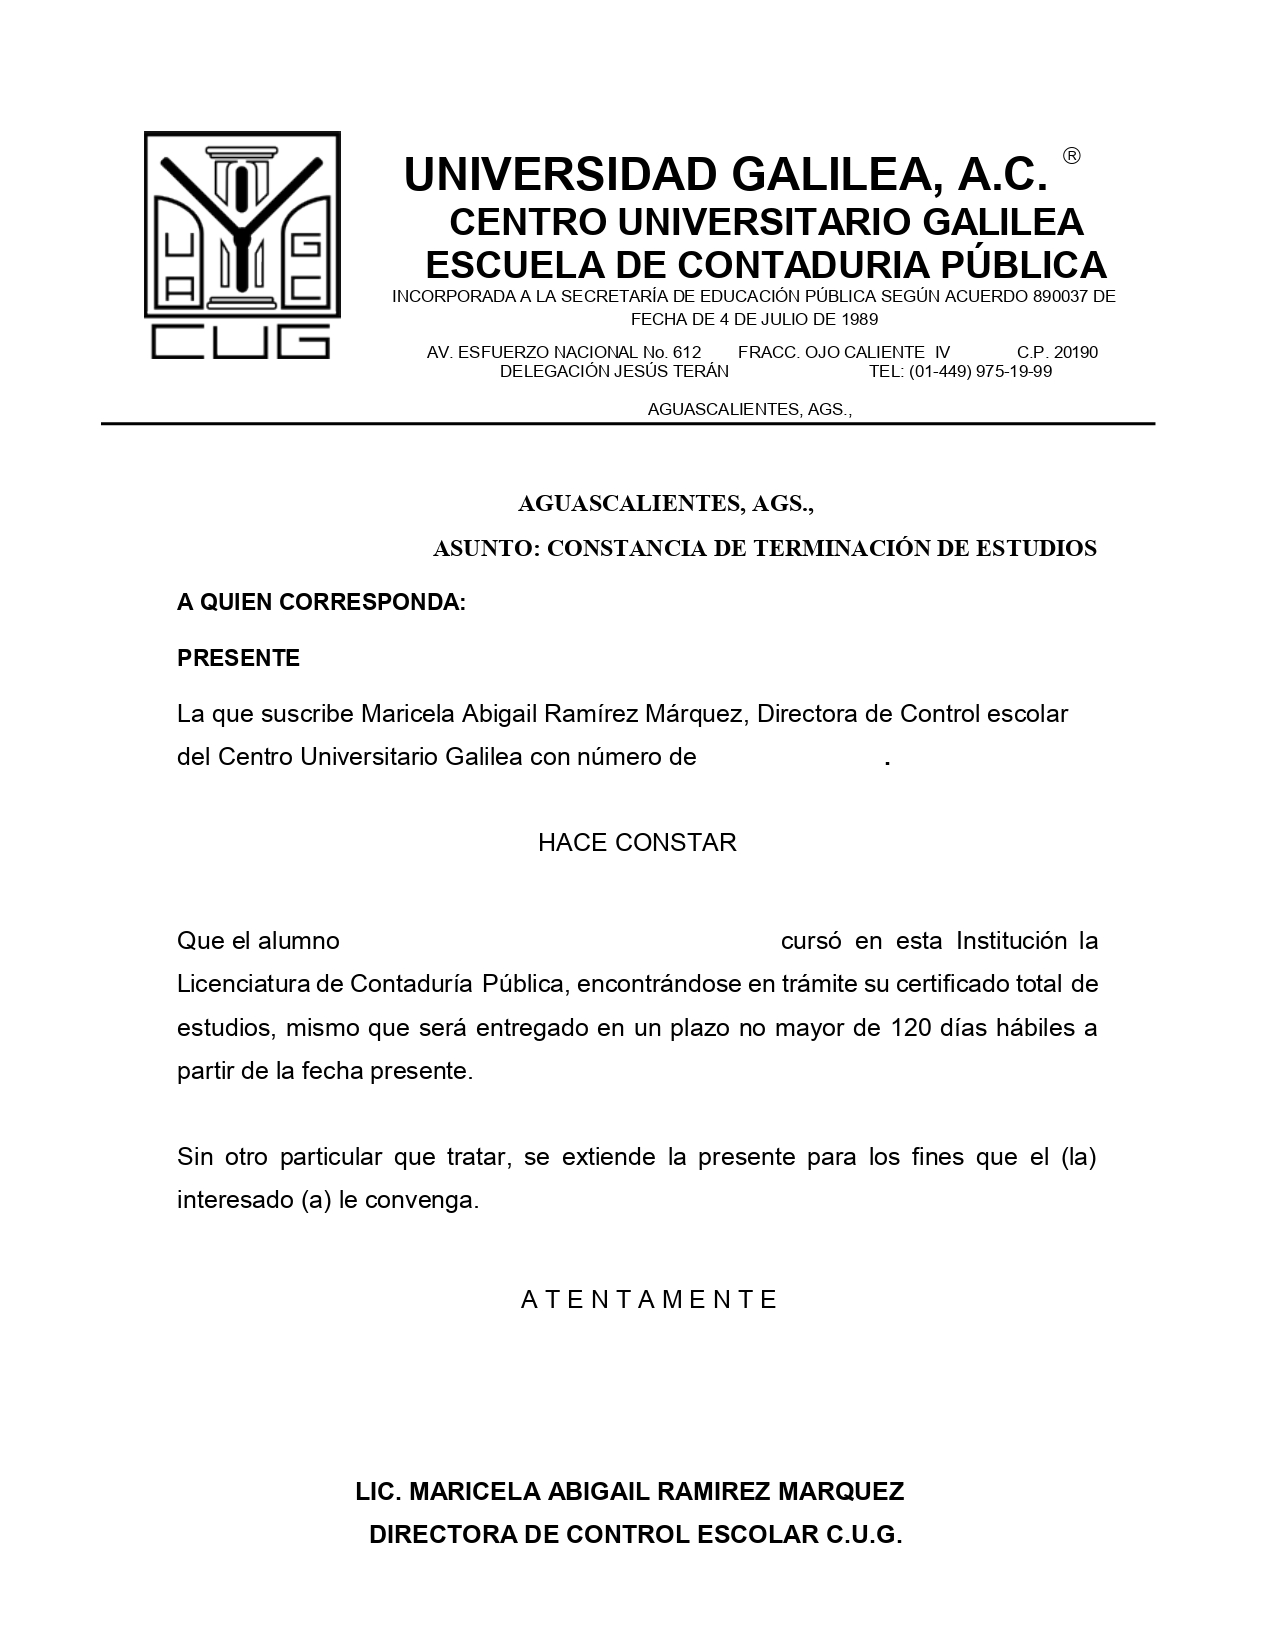 UNIVERSIDAD GALILEA, A.C. ®
CENTRO UNIVERSITARIO GALILEA
ESCUELA DE CONTADURIA PÚBLICA
INCORPORADA A LA SECRETARÍA DE EDUCACIÓN PÚBLICA SEGÚN ACUERDO 890037 DE
FECHA DE 4 DE JULIO DE 1989
AV. ESFUERZO NACIONAL No. 612 FRACC. OJO CALIENTE IV C.P. 20190
DELEGACIÓN JESÚS TERÁN TEL: (01-449) 975-19-99
AGUASCALIENTES, AGS.,
U G
A C
CUG
AGUASCALIENTES, AGS.,
ASUNTO: CONSTANCIA DE TERMINACIÓN DE ESTUDIOS
A QUIEN CORRESPONDA:
PRESENTE
La que suscribe Maricela Abigail Ramírez Márquez, Directora de Control escolar
del Centro Universitario Galilea con número de .
HACE CONSTAR
Que el alumno cursó en esta Institución la
Licenciatura de Contaduría Pública, encontrándose en trámite su certificado total de
estudios, mismo que será entregado en un plazo no mayor de 120 días hábiles a
partir de la fecha presente.
Sin otro particular que tratar, se extiende la presente para los fines que el (la)
interesado (a) le convenga.
A T E N T A M E N T E
LIC. MARICELA ABIGAIL RAMIREZ MARQUEZ
DIRECTORA DE CONTROL ESCOLAR C.U.G.